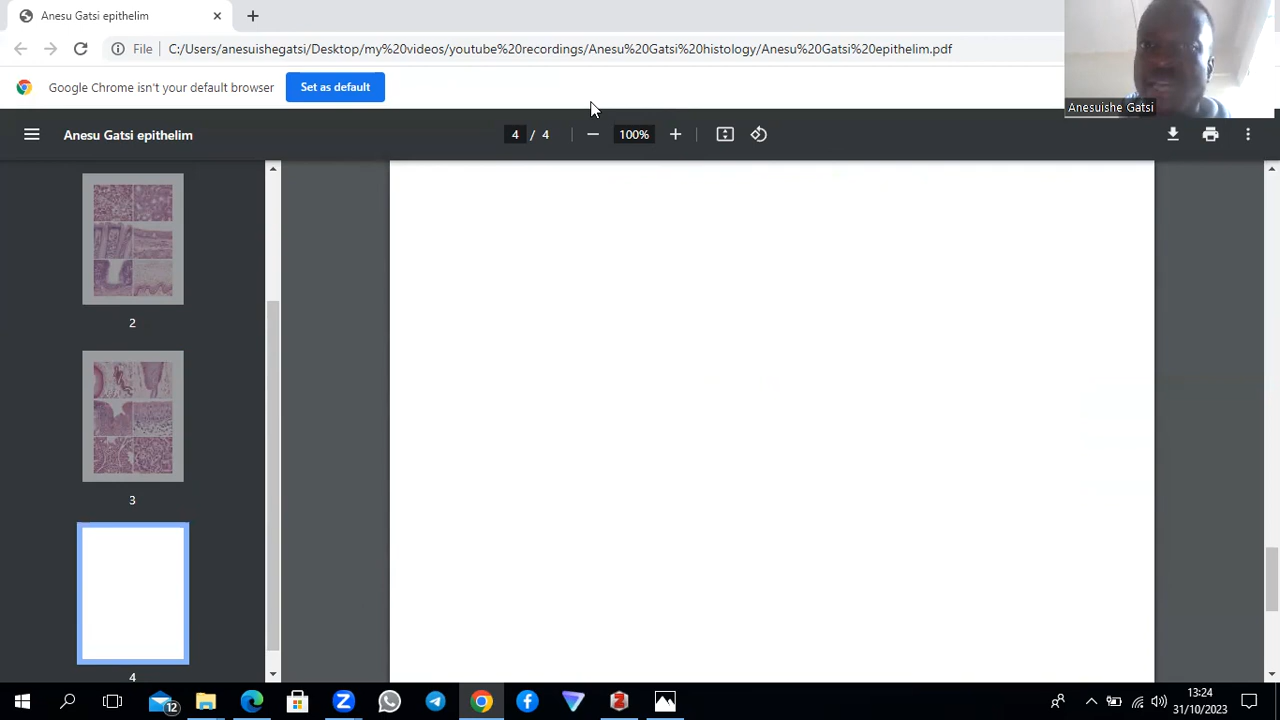 Anesu Gatsi epithelim
File
C:/Users/anesuishegatsi/Desktop/my%20videos/youtube%20recordings/Anesu%20Gatsi%20histology/Anesu%20Gatsi%20epithelim.pdf
Google Chrome isn't your default browser
Set as default
Anesuishe Gatsi
Anesu Gatsi epithelim
4 / 4
100%
2
3
4
12
13:24
31/10/2023